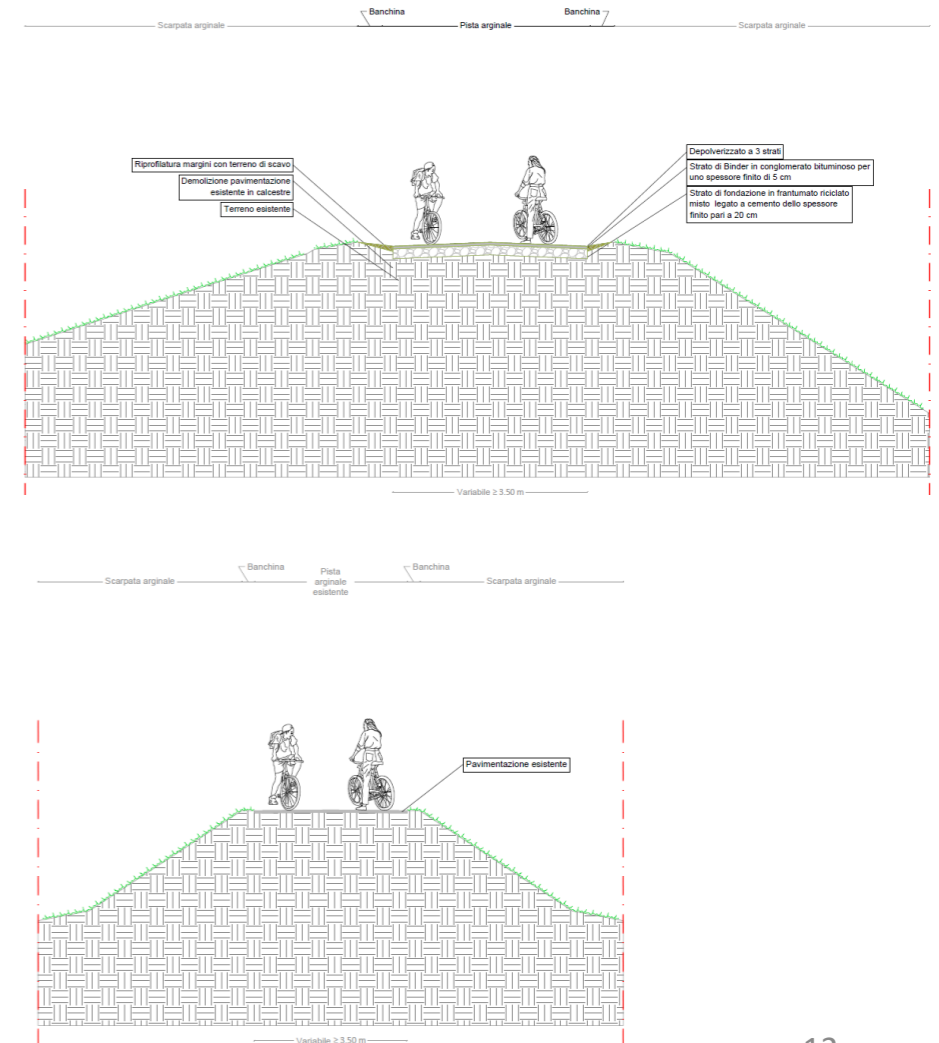 Banchina Banchina
Scarpata arginale Pista arginale Scarpata arginale
Riprofilatura margini con terreno di scavo
Demolizione pavimentazione
esistente in calcestre
Terreno esistente
Depolverizzato a 3 strati
Strato di Binder in conglomerato bituminoso per
uno spessore finito di 5 cm
Strato di fondazione in frantumato riciclato
misto legato a cemento dello spessore
finito pari a 20 cm
Variabile ≥ 3.50 m
Banchina Banchina
Scarpata arginale
Pista
arginale
esistente
Scarpata arginale
Pavimentazione esistente
Variabile ≥ 3.50 m